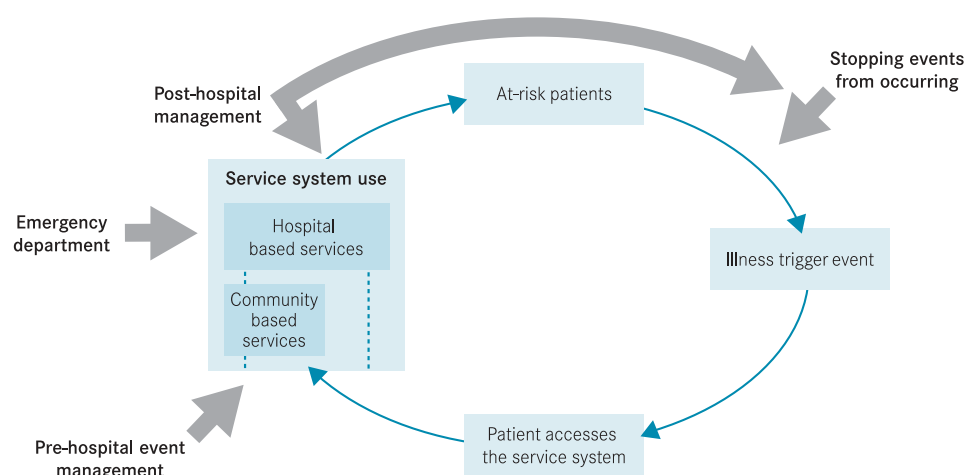 Stopping events
from occurring
Post-hospital
management
At-risk patients
Service system use
Hospital
based services
Emergency
department
Illness trigger event
Community
based
services
Patient accesses
the service system
Pre-hospital event
management